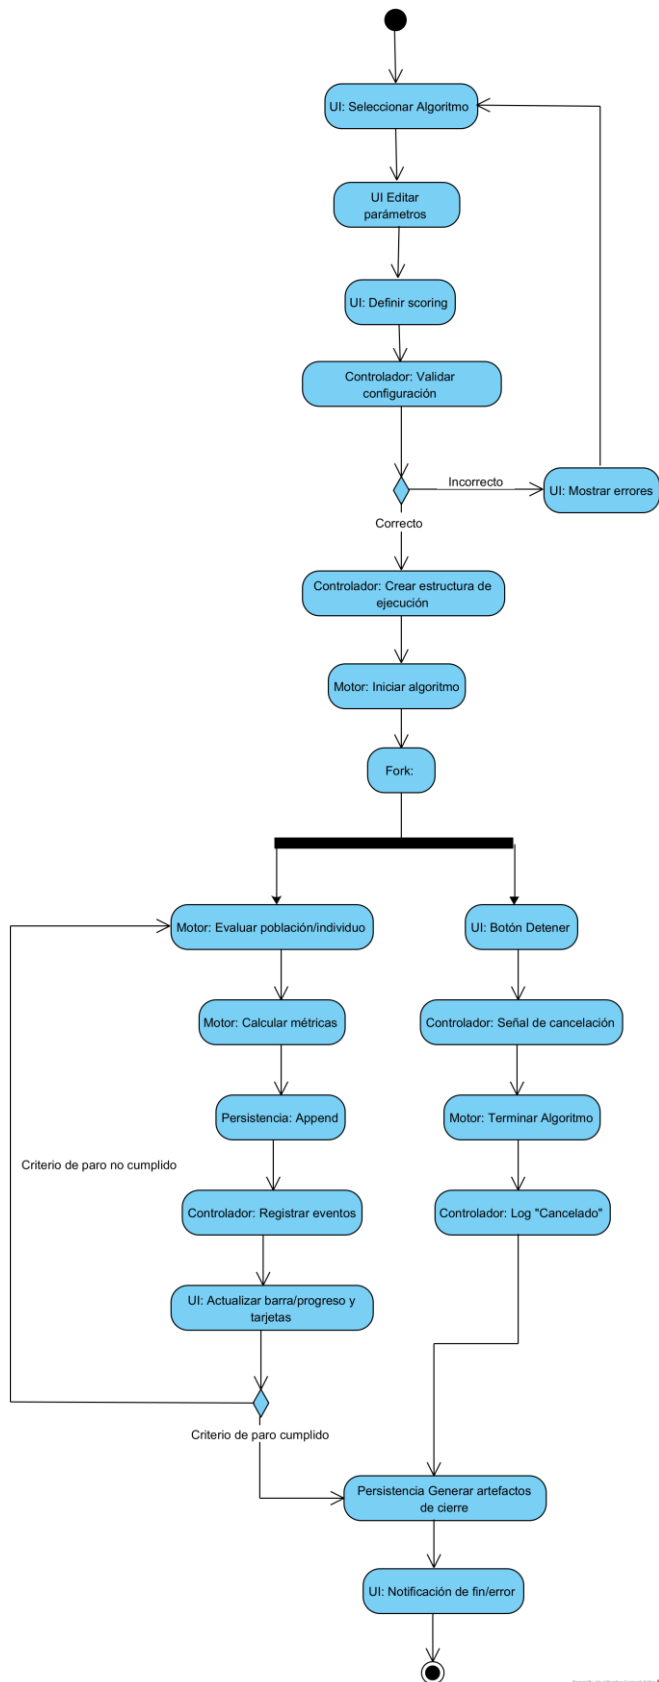 UI: Seleccionar Algoritmo
UI Editar
parámetros
UI: Definir scoring
Controlador: Validar
configuración
Incorrecto
UI: Mostrar errores
Correcto
Controlador: Crear estructura de
ejecución
Motor: Iniciar algoritmo
Fork:
Motor: Evaluar población/individuo
UI: Botón Detener
Motor: Calcular métricas
Controlador: Señal de cancelación
Persistencia: Append
Motor: Terminar Algoritmo
Criterio de paro no cumplido
Controlador: Registrar eventos
Controlador: Log "Cancelado"
UI: Actualizar barra/progreso y
tarjetas
Criterio de paro cumplido
Persistencia Generar artefactos
de cierre
UI: Notificación de fin/error